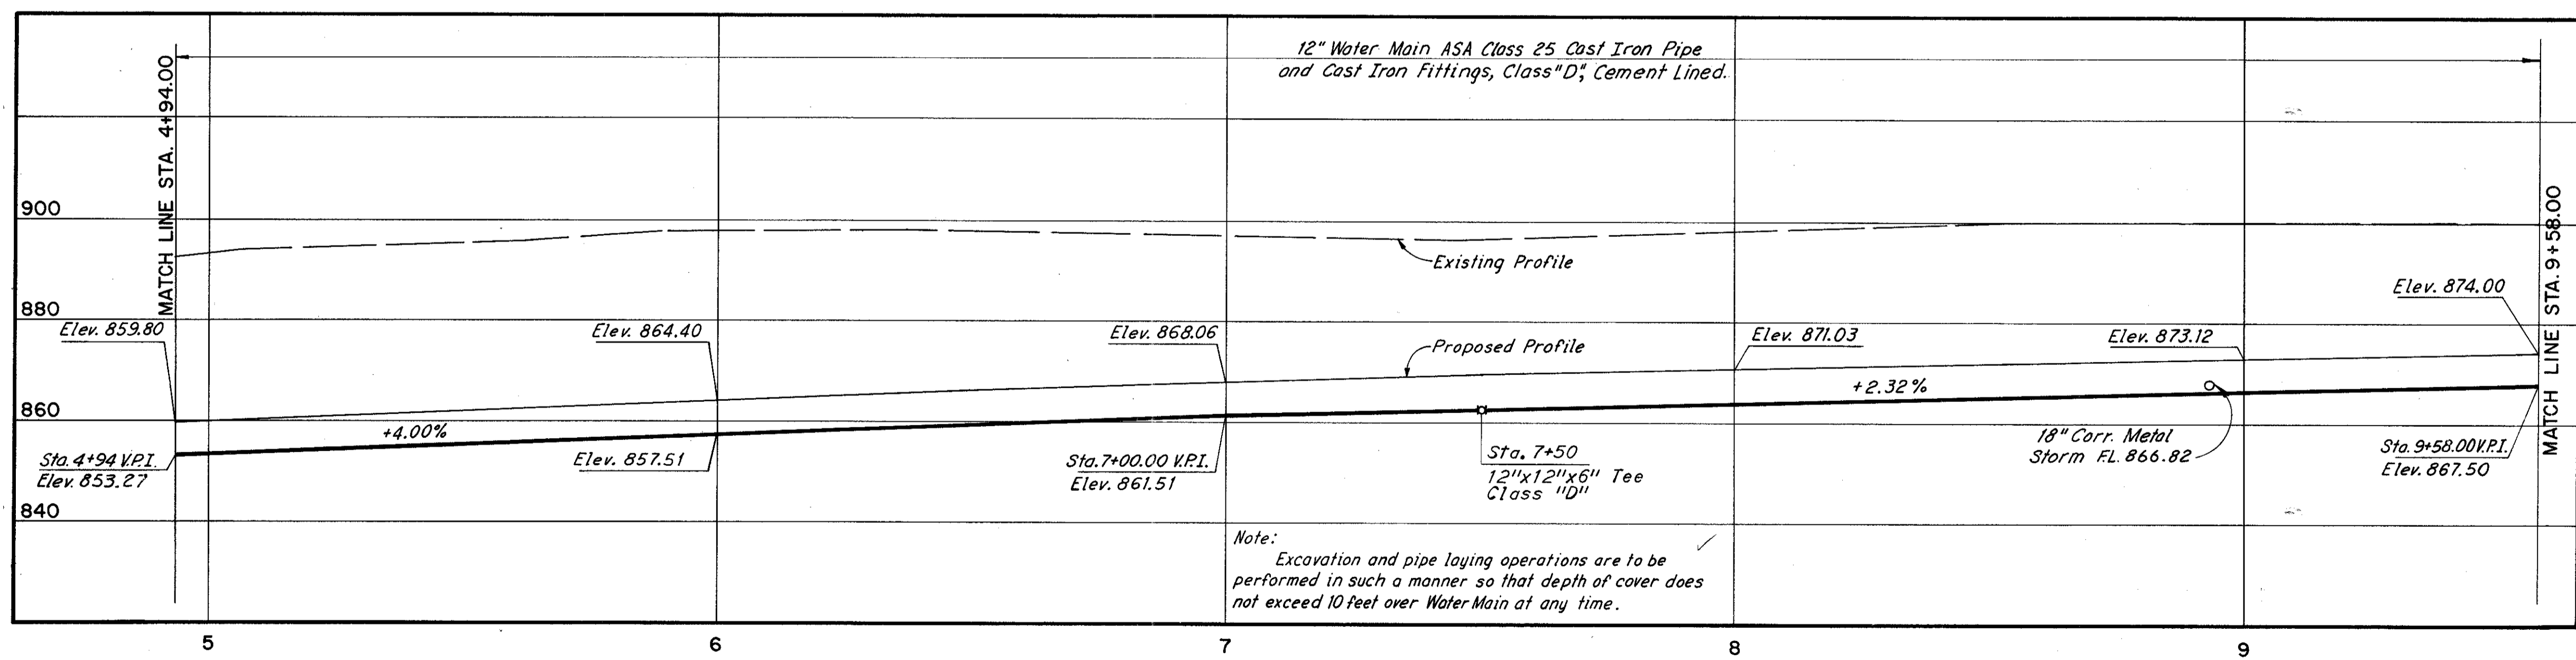 12" Water Main ASA Class 25 Cast Iron Pipe
and Cast Iron Fittings, Class "D", Cement Lined.
MATCH LINE STA. 4+94.00
MATCH LINE STA. 9+58.00
900
Existing Profile
880
Elev. 859.80
Elev. 864.40
Elev. 868.06
Proposed Profile
Elev. 871.03
Elev. 873.12
Elev. 874.00
860
+4.00%
+2.32%
Sta. 4+94 V.P.I.
Elev. 853.27
Elev. 857.51
Sta. 7+00.00 V.P.I.
Elev. 861.51
Sta. 7+50
12"x12"x6" Tee
Class "D"
18" Corr. Metal
Storm F.L. 866.82
Sta. 9+58.00 V.P.I.
Elev. 867.50
840
Note:
Excavation and pipe laying operations are to be
performed in such a manner so that depth of cover does
not exceed 10 feet over Water Main at any time.
5
6
7
8
9